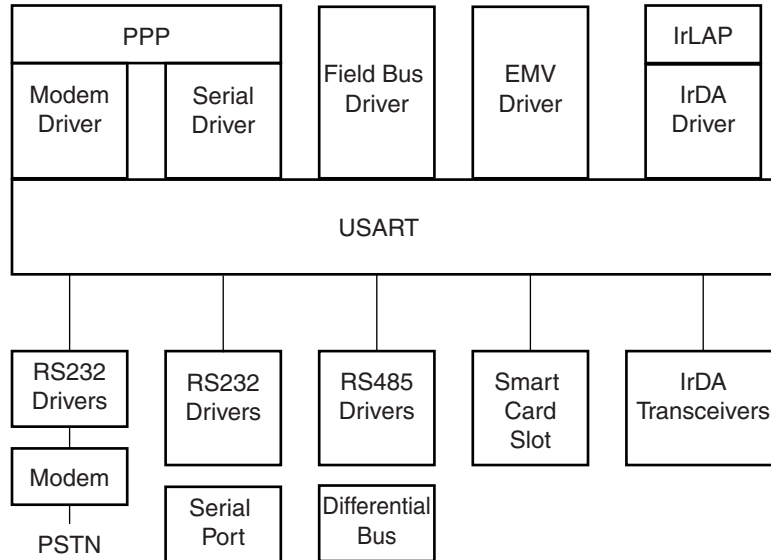 PPP
IrLAP
Modem
Driver
Serial
Driver
Field Bus
Driver
EMV
Driver
IrDA
Driver
USART
RS232
Drivers
RS232
Drivers
RS485
Drivers
Smart
Card
Slot
IrDA
Transceivers
Modem
Serial
Port
Differential
Bus
PSTN